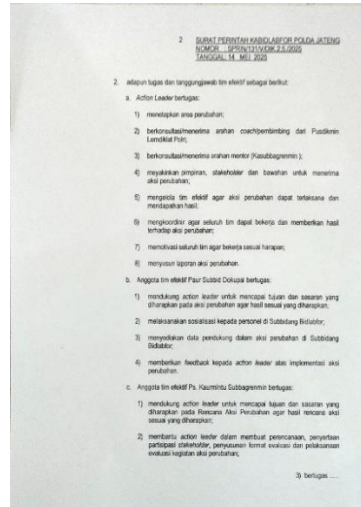 2 SURAT PERINTAH KABIDLABFOR POLDA JATENG
NOMOR : SPRIN/131/V/DIK.2.5./2025
TANGGAL: 14 MEI 2025
2. adapun tugas dan tanggungjawab tim efektif sebagai berikut:
a. Action Leader bertugas:
1) menetapkan area perubahan;
2) berkonsultasi/menerima arahan coach/pembimbing dari Pusdikmin
Lemdiklat Polri;
3) berkonsultasi/menerima arahan mentor (Kasubbagrenmin );
4) meyakinkan pimpinan, stakeholder dan bawahan untuk menerima
aksi perubahan;
5) mengelola tim efektif agar aksi perubahan dapat terlaksana dan
mendapatkan hasil;
6) mengkoordinir agar seluruh tim dapat bekerja dan memberikan hasil
terhadap aksi perubahan;
7) memotivasi seluruh tim agar bekerja sesuai harapan;
8) menyusun laporan aksi perubahan.
b. Anggota tim efektif Paur Subbid Dokupal bertugas:
1) mendukung action leader untuk mencapai tujuan dan sasaran yang
diharapkan pada aksi perubahan agar hasil sesuai yang diharapkan;
2) melaksanakan sosialisasi kepada personel di Subbidang Bidlabfor;
3) menyediakan data pendukung dalam aksi perubahan di Subbidang
Bidlabfor;
4) memberikan feedback kepada action leader atas implementasi aksi
perubahan.
c. Anggota tim efektif Ps. Kaurmintu Subbagrenmin bertugas:
1) mendukung action leader untuk mencapai tujuan dan sasaran yang
diharapkan pada Rencana Aksi Perubahan agar hasil rencana aksi
sesuai yang diharapkan;
2) membantu action leader dalam membuat perencanaan, penyertaan
partisipasi stakeholder, penyusunan format evaluasi dan pelaksanaan
evaluasi kegiatan aksi perubahan;
3) bertugas .....